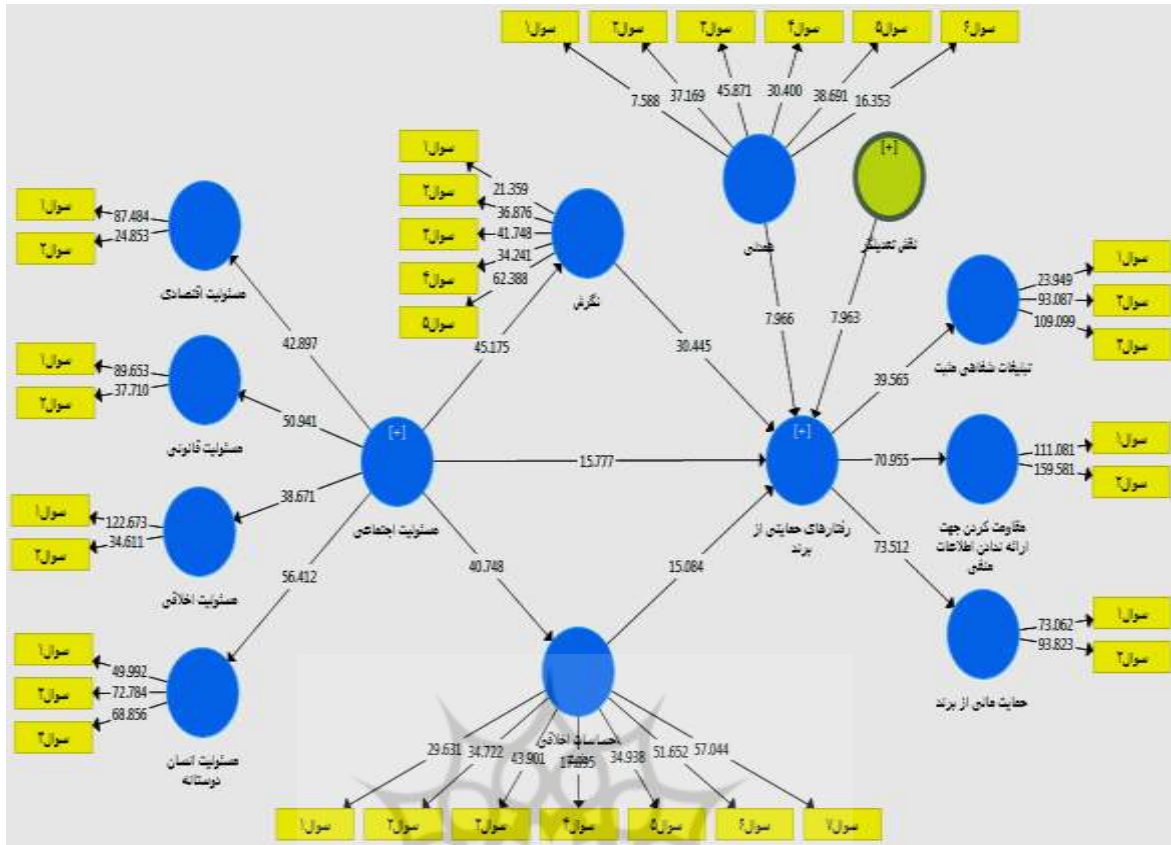 سوال۱ سوال۲ سوال۳ سوال۴ سوال۵ سوال۶
7.588 37.169 45.871 30.400 38.691 16.353
همدلی
[+]
نقش تعدیلگر
7.966 7.963
سوال۱
سوال۲
سوال۳
سوال۴
سوال۵
21.359
36.876
41.748
34.241
62.388
نگرش
45.175
30.445
سوال۱
سوال۲
87.484
24.853
مسئولیت اقتصادی
42.897
سوال۱
سوال۲
89.653
37.710
مسئولیت قانونی
50.941
سوال۱
سوال۲
122.673
34.611
مسئولیت اخلاقی
38.671
سوال۱
سوال۲
سوال۳
49.992
72.784
68.856
مسئولیت انسان
دوستانه
56.412
[+]
مسئولیت اجتماعی
15.777
40.748
[+]
رفتارهای حمایتی از
برند
15.084
39.565
70.955
73.512
سوال۱
سوال۲
سوال۳
23.949
93.087
109.099
تبلیغات شفاهی مثبت
سوال۱
سوال۲
111.081
159.581
مقاومت کردن جهت
ارائه ندادن اطلاعات
منفی
سوال۱
سوال۲
73.062
93.823
حمایت مالی از برند
احساسات اخلاقی
29.631 34.722 43.901 34.938 51.652 57.044
سوال۱ سوال۲ سوال۳ سوال۴ سوال۵ سوال۶ سوال۷